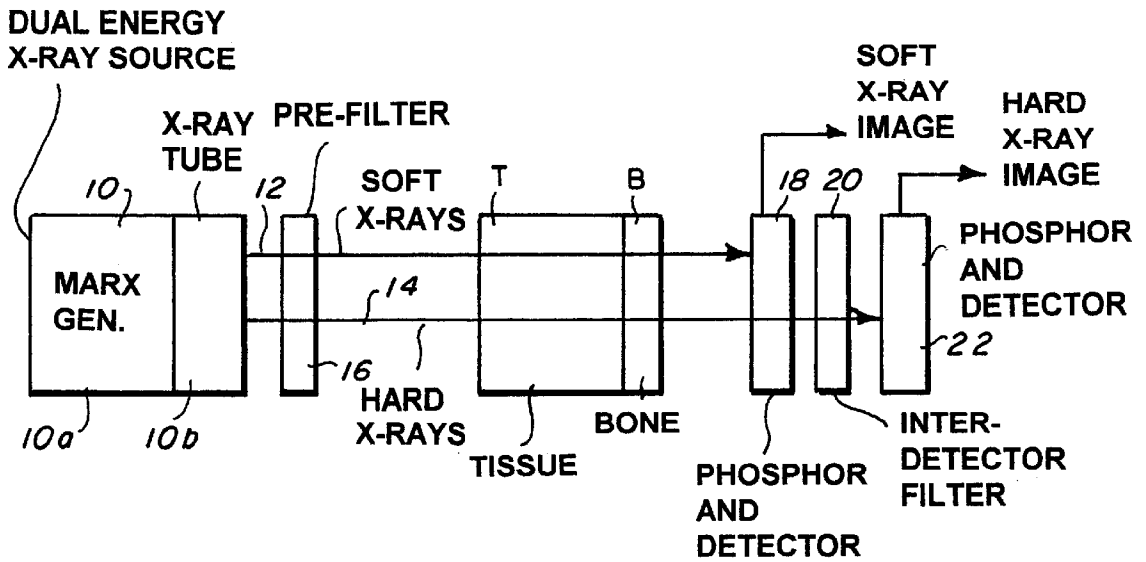 DUAL ENERGY
X-RAY SOURCE
X-RAY
TUBE
PRE-FILTER
SOFT
X-RAY
IMAGE
HARD
X-RAY
IMAGE
10
12
SOFT
X-RAYS
T
B
18
20
MARX
GEN.
14
PHOSPHOR
AND
DETECTOR
22
16
10a
10b
HARD
X-RAYS
TISSUE
BONE
PHOSPHOR
AND
DETECTOR
INTER-
DETECTOR
FILTER